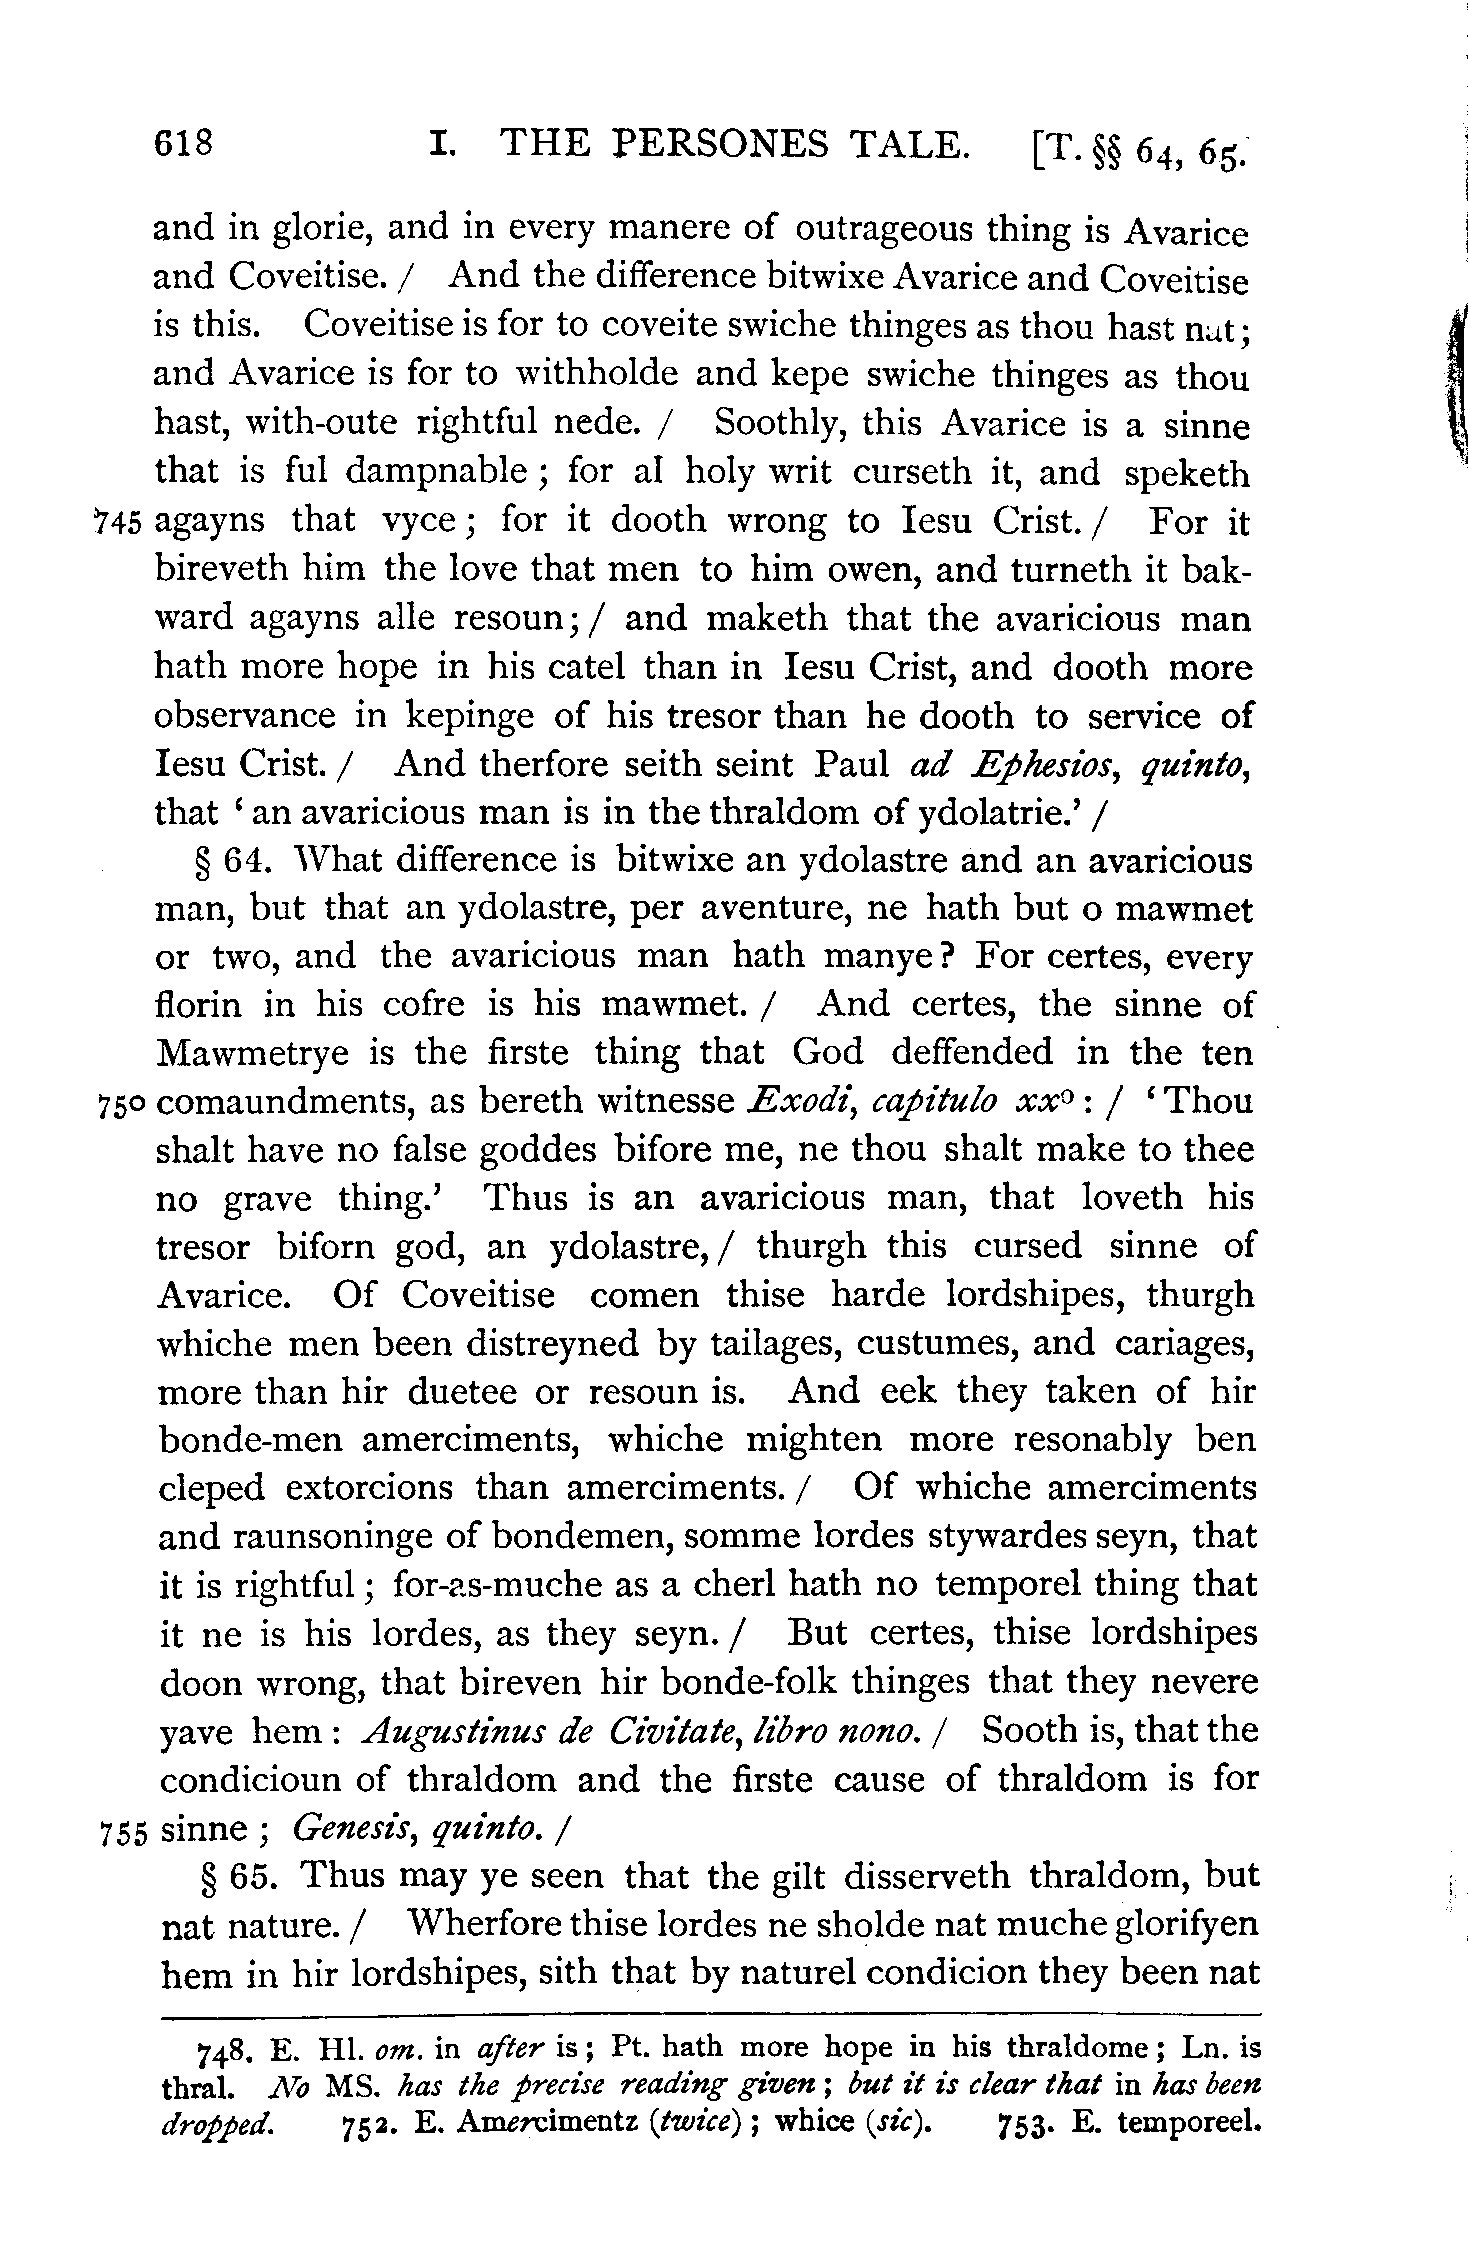 618 I. THE PERSONES TALE. [T. §§ 64, 65.
and in glorie, and in every manere of outrageous thing is Avarice
and Coveitise. / And the difference bitwixe Avarice and Coveitise
is this. Coveitise is for to coveite swiche thinges as thou hast nat;
and Avarice is for to withholde and kepe swiche thinges as thou
hast, with-oute rightful nede. / Soothly, this Avarice is a sinne
that is ful dampnable ; for al holy writ curseth it, and speketh
745 agayns that vyce ; for it dooth wrong to Iesu Crist. / For it
bireveth him the love that men to him owen, and turneth it bak-
ward agayns alle resoun; / and maketh that the avaricious man
hath more hope in his catel than in Iesu Crist, and dooth more
observance in kepinge of his tresor than he dooth to service of
Iesu Crist. / And therfore seith seint Paul ad Ephesios, quinto,
that ‘ an avaricious man is in the thraldom of ydolatrie.’ /
§ 64. What difference is bitwixe an ydolastre and an avaricious
man, but that an ydolastre, per aventure, ne hath but o mawmet
or two, and the avaricious man hath manye? For certes, every
florin in his cofre is his mawmet. / And certes, the sinne of
Mawmetrye is the firste thing that God deffended in the ten
750 comaundments, as bereth witnesse Exodi, capitulo xxº : / ‘ Thou
shalt have no false goddes bifore me, ne thou shalt make to thee
no grave thing.’ Thus is an avaricious man, that loveth his
tresor biforn god, an ydolastre, / thurgh this cursed sinne of
Avarice. Of Coveitise comen thise harde lordshipes, thurgh
whiche men been distreyned by tailages, custumes, and cariages,
more than hir duetee or resoun is. And eek they taken of hir
bonde-men amerciments, whiche mighten more resonably ben
cleped extorcions than amerciments. / Of whiche amerciments
and raunsoninge of bondemen, somme lordes stywardes seyn, that
it is rightful ; for-as-muche as a cherl hath no temporel thing that
it ne is his lordes, as they seyn. / But certes, thise lordshipes
doon wrong, that bireven hir bonde-folk thinges that they nevere
yave hem : Augustinus de Civitate, libro nono. / Sooth is, that the
condicioun of thraldom and the firste cause of thraldom is for
755 sinne ; Genesis, quinto. /
§ 65. Thus may ye seen that the gilt disserveth thraldom, but
nat nature. / Wherfore thise lordes ne sholde nat muche glorifyen
hem in hir lordshipes, sith that by naturel condicion they been nat
748. E. Hl. om. in after is ; Pt. hath more hope in his thraldome ; Ln. is
thral. No MS. has the precise reading given ; but it is clear that in has been
dropped. 752. E. Amercimentz (twice) ; whice (sic). 753. E. temporeel.